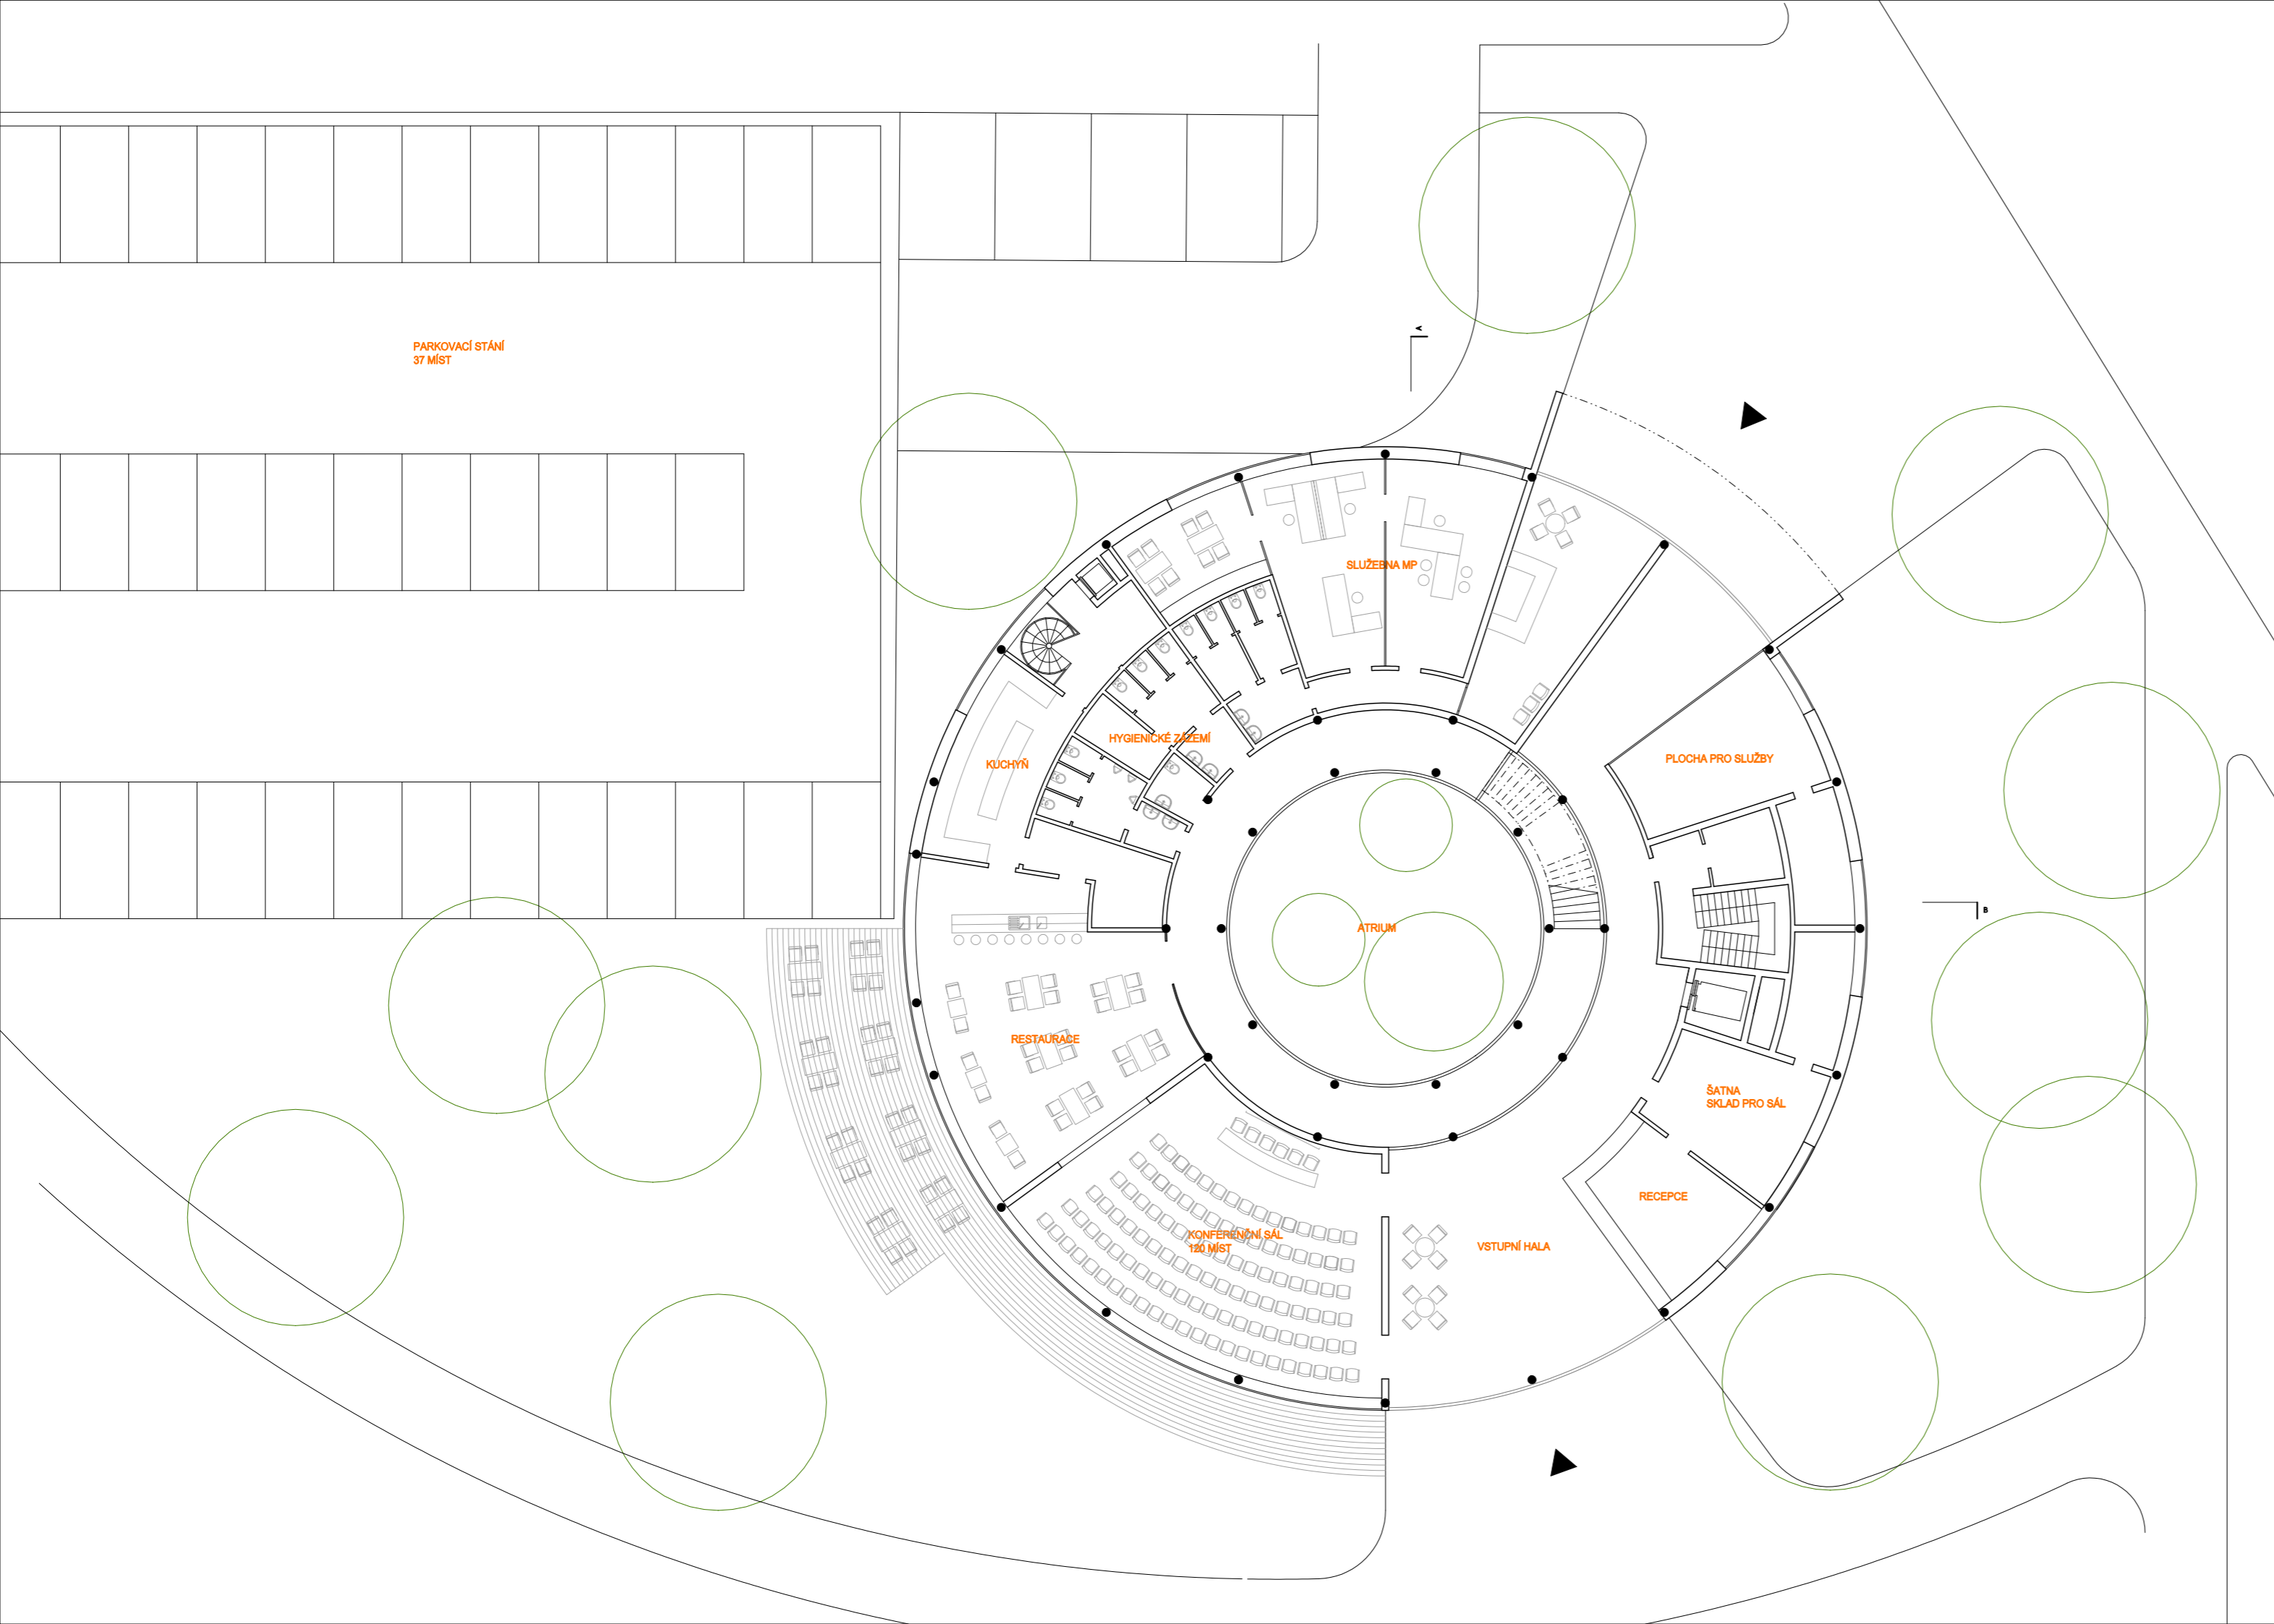 A
PARKOVACÍ STÁNÍ
37 MÍST
SLUŽEBNA MP
HYGIENICKÉ ZÁZEMÍ
PLOCHA PRO SLUŽBY
KUCHYŇ
B
ATRIUM
RESTAURACE
ŠATNA
SKLAD PRO SÁL
RECEPCE
KONFERENČNÍ SÁL
120 MÍST
VSTUPNÍ HALA